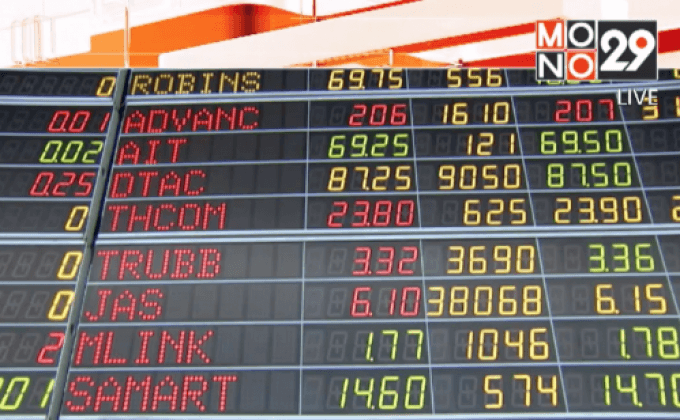 MONO 29
LIVE
0 ROBINS 69.75 556
0.01 ADVANC 206 1610 207
0.02 AIT 69.25 121 69.50
0.25 DTAC 87.25 9050 87.50
0 THCOM 23.80 625 23.90
0 TRUBB 3.32 3690 3.36
0 JAS 6.10 38068 6.15
2 MLINK 1.77 1046 1.78
01 SAMART 14.60 574 14.70